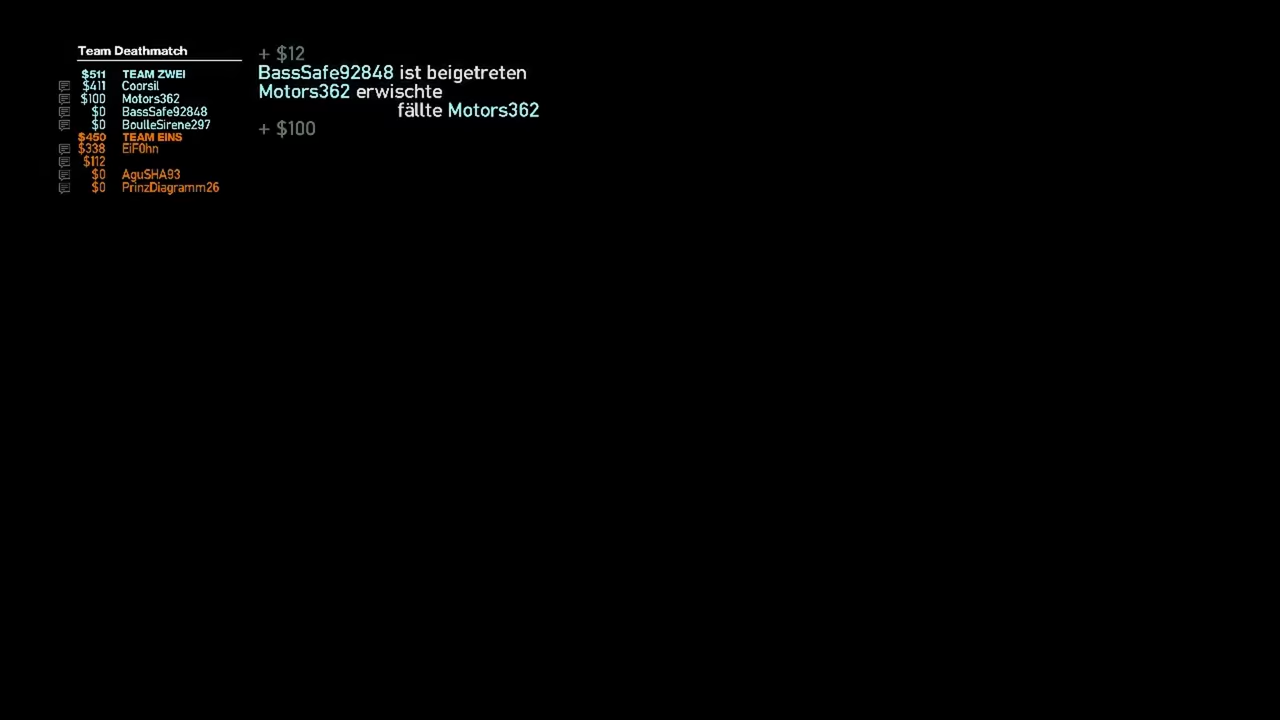 Team Deathmatch
$511 TEAM ZWEI
$411 Coorsil
$100 Motors362
$0 BassSafe92848
$0 BoulleSirene297
$450 TEAM EINS
$338 EiF0hn
$112
$0 AguSHA93
$0 PrinzDiagramm26
+ $12
BassSafe92848 ist beigetreten
Motors362 erwischte
fällte Motors362
+ $100